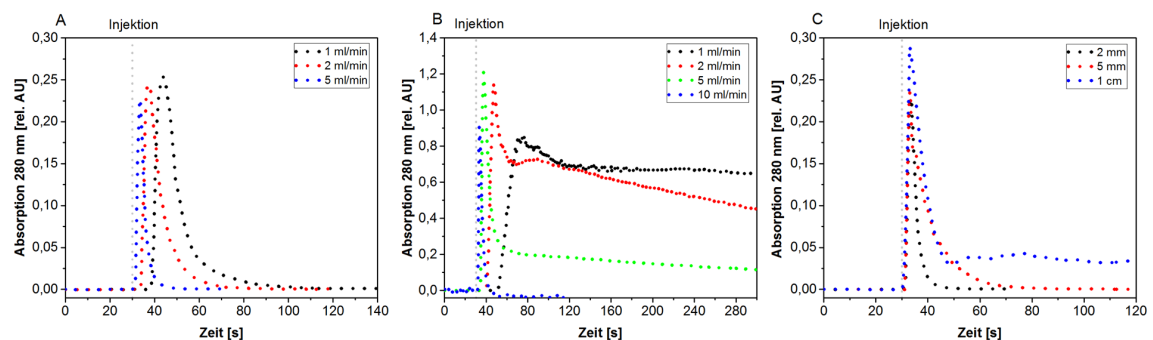 A
Injektion
0,30
0,25
0,20
0,15
0,10
0,05
0,00
Absorption 280 nm [rel. AU]
1 ml/min
2 ml/min
5 ml/min
0 20 40 60 80 100 120 140
Zeit [s]
B
Injektion
1,4
1,2
1,0
0,8
0,6
0,4
0,2
0,0
Absorption 280 nm [rel. AU]
1 ml/min
2 ml/min
5 ml/min
10 ml/min
0 40 80 120 160 200 240 280
Zeit [s]
C
Injektion
0,30
0,25
0,20
0,15
0,10
0,05
0,00
Absorption 280 nm [rel. AU]
2 mm
5 mm
1 cm
0 20 40 60 80 100 120
Zeit [s]